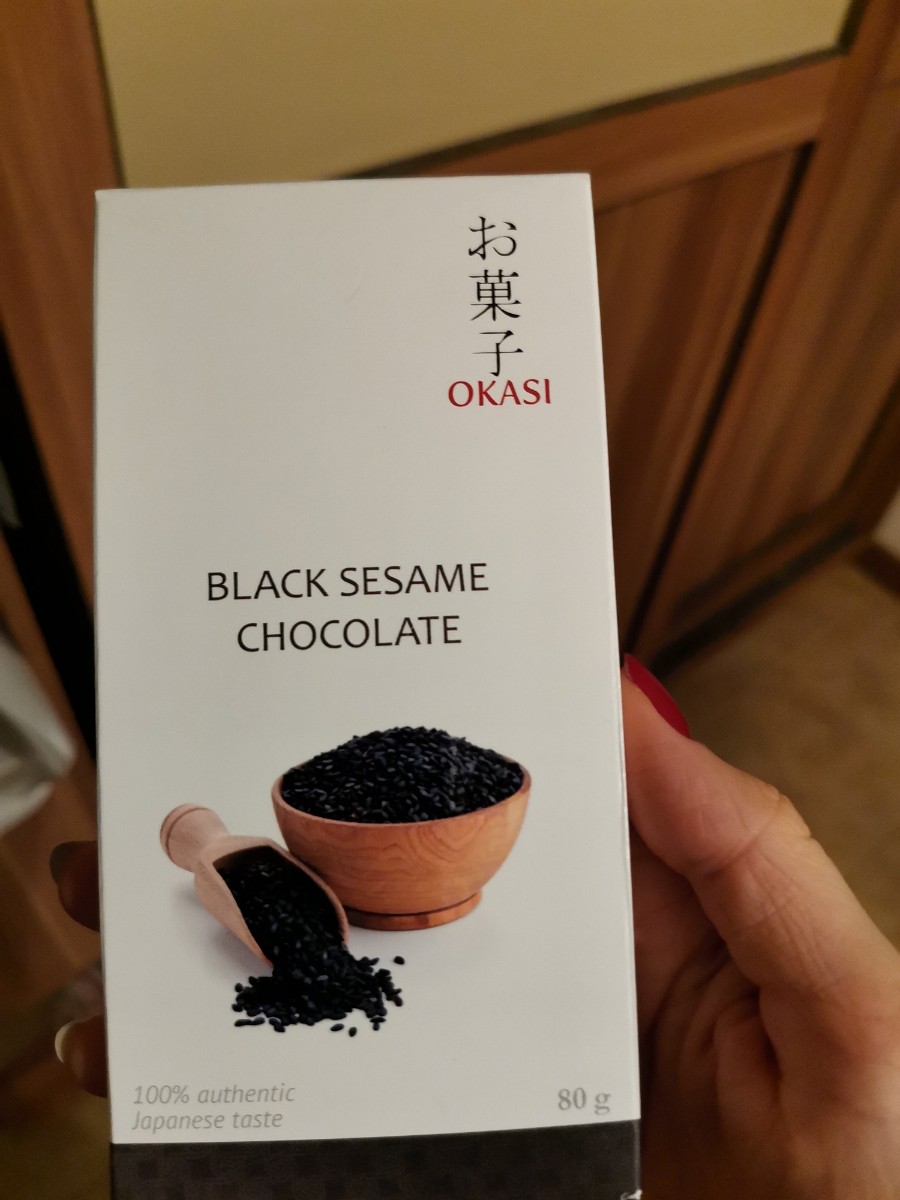 お菓子
OKASI
BLACK SESAME
CHOCOLATE
100% authentic
Japanese taste
80 g